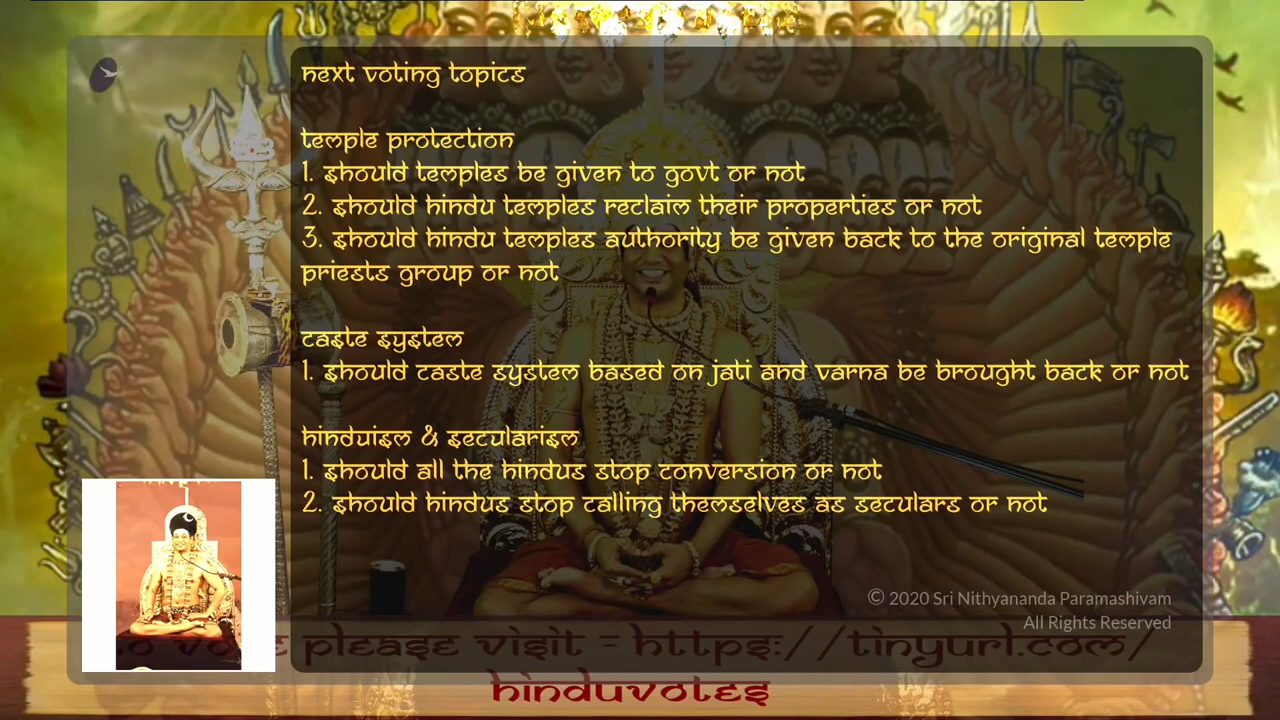 next voting topics
temple protection
1. should temples be given to govt or not
2. should hindu temples reclaim their properties or not
3. should hindu temples authority be given back to the original temple
priests group or not
caste system
1. should caste system based on jati and varna be brought back or not
hinduism & secularism
1. should all the hindus stop conversion or not
2. should hindus stop calling themselves as seculars or not
© 2020 Sri Nithyananda Paramashivam
All Rights Reserved
please visit - https://tinyurl.com/
hinduvotes